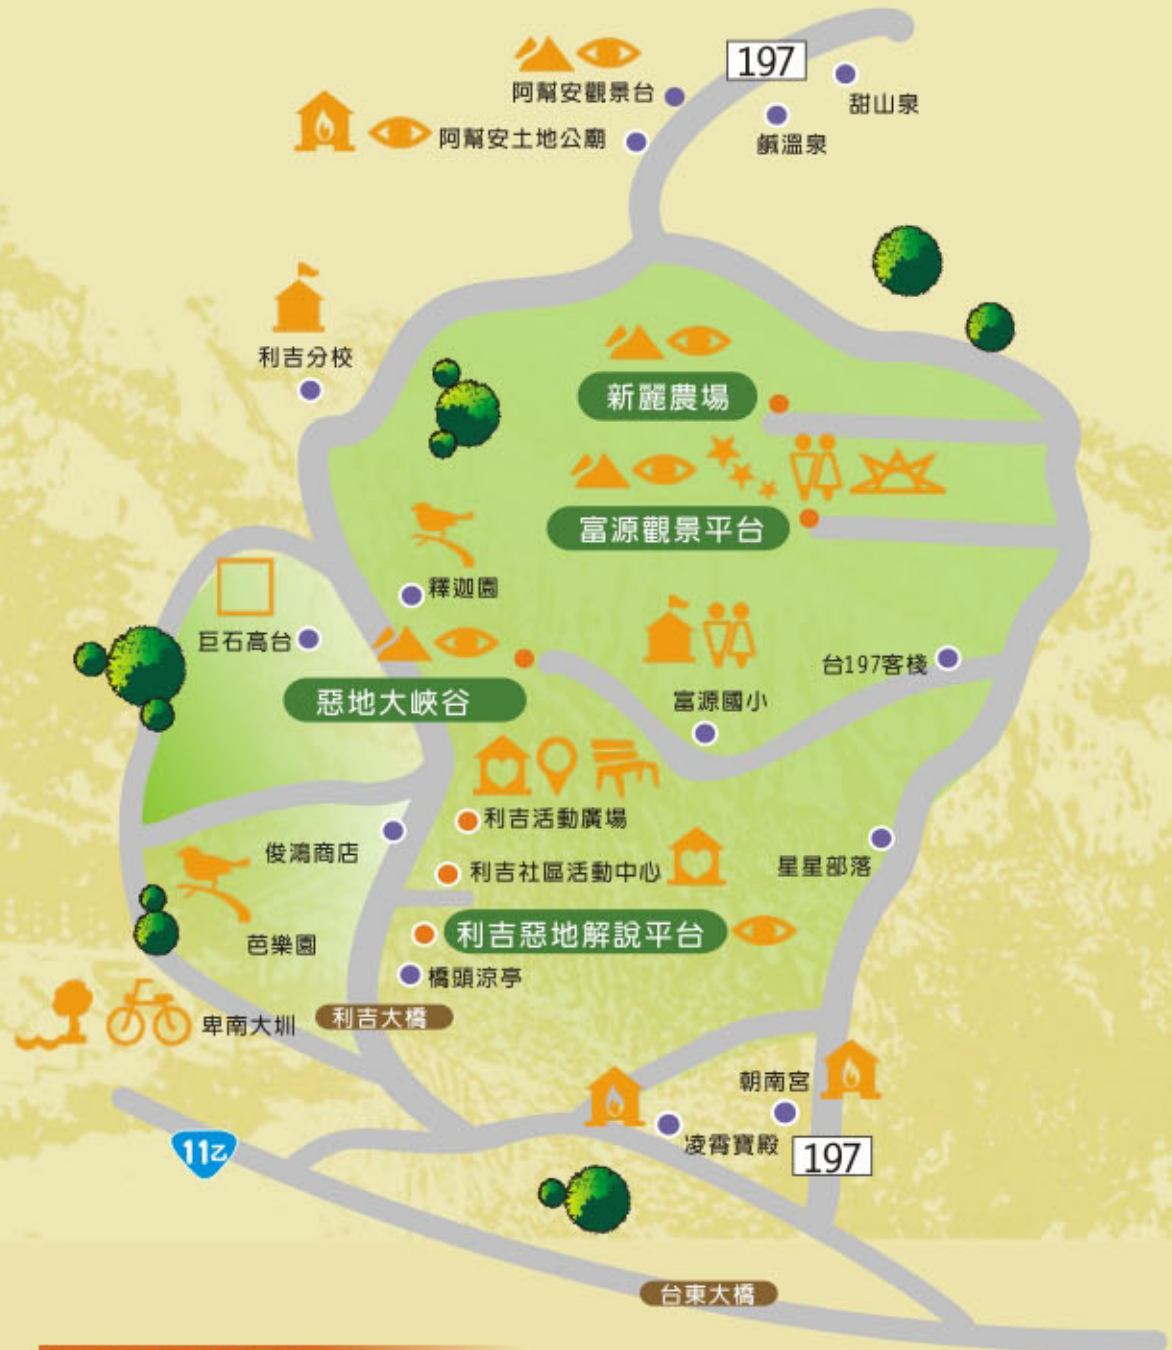 197
阿幫安觀景台
甜山泉
阿幫安土地公廟
鹹溫泉
利吉分校
新麗農場
富源觀景平台
釋迦園
巨石高台
台197客棧
惡地大峽谷
富源國小
利吉活動廣場
俊鴻商店
星星部落
利吉社區活動中心
利吉惡地解說平台
芭樂園
橋頭涼亭
卑南大圳
利吉大橋
朝南宮
凌霄寶殿
11乙
197
台東大橋